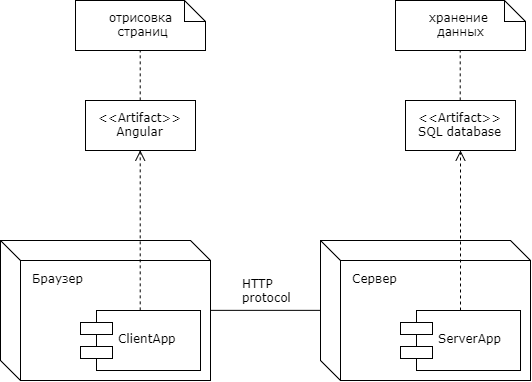 отрисовка
страниц
хранение
данных
<<Artifact>>
Angular
<<Artifact>>
SQL database
Браузер
HTTP
protocol
Сервер
ClientApp
ServerApp